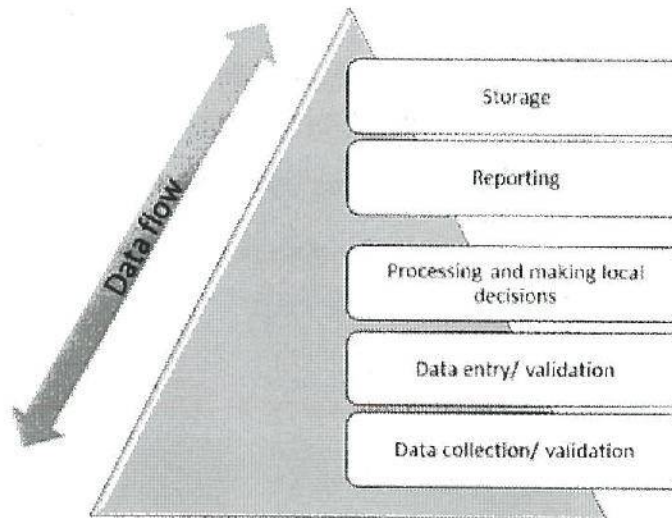 Storage
Reporting
Data flow
Processing and making local
decisions
Data entry/ validation
Data collection/ validation